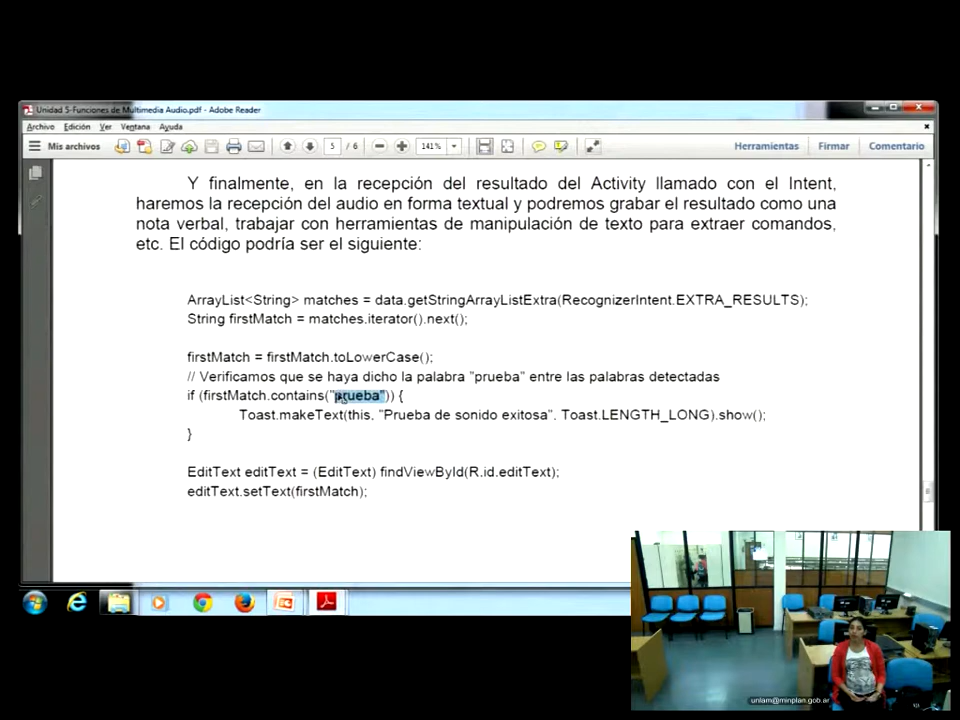 Unidad 5-Funciones de Multimedia Audio.pdf - Adobe Reader
Archivo Edición Ver Ventana Ayuda
Mis archivos 5 / 6 141% Herramientas Firmar Comentario
Y finalmente, en la recepción del resultado del Activity llamado con el Intent,
haremos la recepción del audio en forma textual y podremos grabar el resultado como una
nota verbal, trabajar con herramientas de manipulación de texto para extraer comandos,
etc. El código podría ser el siguiente:
ArrayList<String> matches = data.getStringArrayListExtra(RecognizerIntent.EXTRA_RESULTS);
String firstMatch = matches.iterator().next();
firstMatch = firstMatch.toLowerCase();
// Verificamos que se haya dicho la palabra "prueba" entre las palabras detectadas
if (firstMatch.contains("prueba")) {
Toast.makeText(this, "Prueba de sonido exitosa", Toast.LENGTH_LONG).show();
}
EditText editText = (EditText) findViewById(R.id.editText);
editText.setText(firstMatch);
unlam@minplan.gob.ar